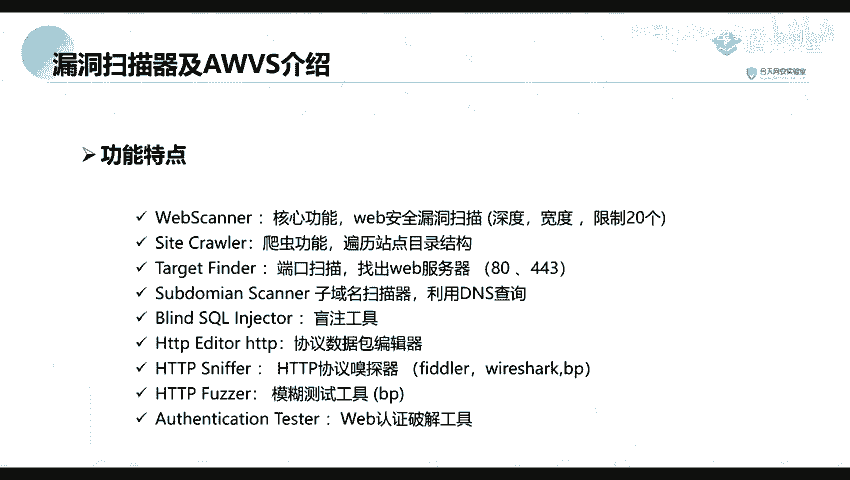 漏洞扫描器及AWVS介绍
合天网安实验室
➢ 功能特点
✓ WebScanner ：核心功能，web安全漏洞扫描 (深度，宽度 ，限制20个)
✓ Site Crawler：爬虫功能，遍历站点目录结构
✓ Target Finder ：端口扫描，找出web服务器 （80 、443）
✓ Subdomian Scanner 子域名扫描器，利用DNS查询
✓ Blind SQL Injector ：盲注工具
✓ Http Editor http：协议数据包编辑器
✓ HTTP Sniffer ： HTTP协议嗅探器 （fiddler，wireshark,bp）
✓ HTTP Fuzzer： 模糊测试工具 (bp)
✓ Authentication Tester ：Web认证破解工具